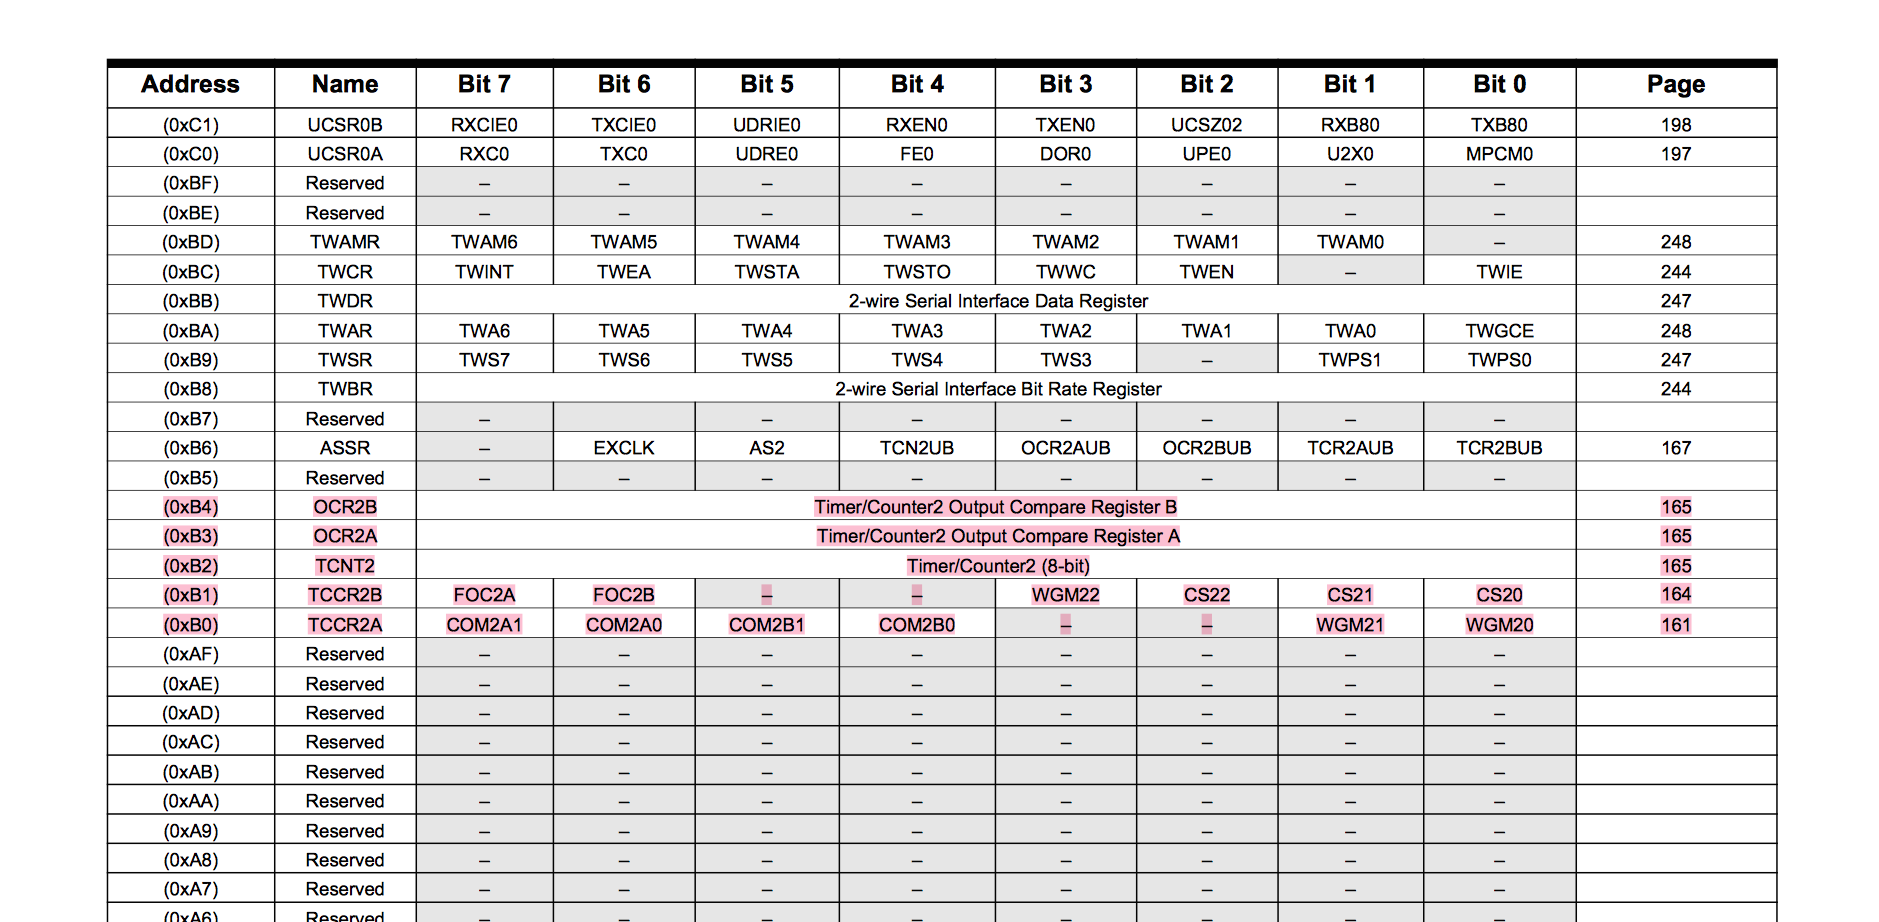 Address Name Bit 7 Bit 6 Bit 5 Bit 4 Bit 3 Bit 2 Bit 1 Bit 0 Page
(0xC1) UCSR0B RXCIE0 TXCIE0 UDRIE0 RXEN0 TXEN0 UCSZ02 RXB80 TXB80 198
(0xC0) UCSR0A RXC0 TXC0 UDRE0 FE0 DOR0 UPE0 U2X0 MPCM0 197
(0xBF) Reserved – – – – – – – –
(0xBE) Reserved – – – – – – – –
(0xBD) TWAMR TWAM6 TWAM5 TWAM4 TWAM3 TWAM2 TWAM1 TWAM0 – 248
(0xBC) TWCR TWINT TWEA TWSTA TWSTO TWWC TWEN – TWIE 244
(0xBB) TWDR 2-wire Serial Interface Data Register 247
(0xBA) TWAR TWA6 TWA5 TWA4 TWA3 TWA2 TWA1 TWA0 TWGCE 248
(0xB9) TWSR TWS7 TWS6 TWS5 TWS4 TWS3 – TWPS1 TWPS0 247
(0xB8) TWBR 2-wire Serial Interface Bit Rate Register 244
(0xB7) Reserved – – – – – – –
(0xB6) ASSR – EXCLK AS2 TCN2UB OCR2AUB OCR2BUB TCR2AUB TCR2BUB 167
(0xB5) Reserved – – – – – – – –
(0xB4) OCR2B Timer/Counter2 Output Compare Register B 165
(0xB3) OCR2A Timer/Counter2 Output Compare Register A 165
(0xB2) TCNT2 Timer/Counter2 (8-bit) 165
(0xB1) TCCR2B FOC2A FOC2B – – WGM22 CS22 CS21 CS20 164
(0xB0) TCCR2A COM2A1 COM2A0 COM2B1 COM2B0 – – WGM21 WGM20 161
(0xAF) Reserved – – – – – – – –
(0xAE) Reserved – – – – – – – –
(0xAD) Reserved – – – – – – – –
(0xAC) Reserved – – – – – – – –
(0xAB) Reserved – – – – – – – –
(0xAA) Reserved – – – – – – – –
(0xA9) Reserved – – – – – – – –
(0xA8) Reserved – – – – – – – –
(0xA7) Reserved – – – – – – – –
(0xA6) Reserved – – – – – – – –